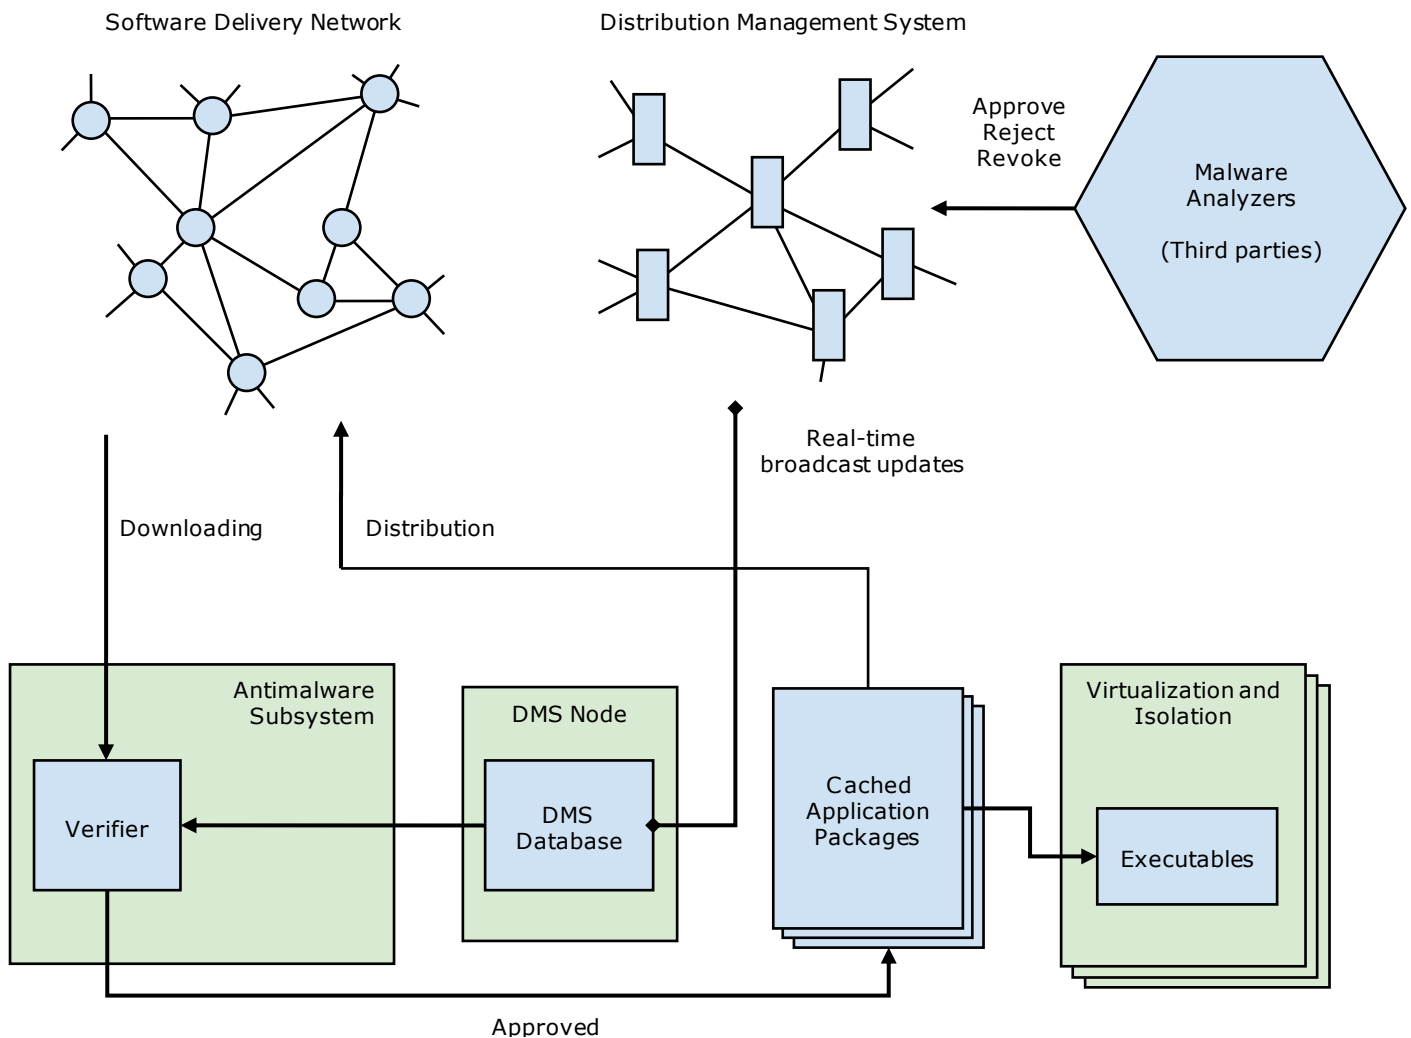 Software Delivery Network
Distribution Management System
Approve
Reject
Revoke
Malware
Analyzers
(Third parties)
Real-time
broadcast updates
Downloading
Distribution
Antimalware
Subsystem
DMS Node
Virtualization and
Isolation
Verifier
DMS
Database
Cached
Application
Packages
Executables
Approved